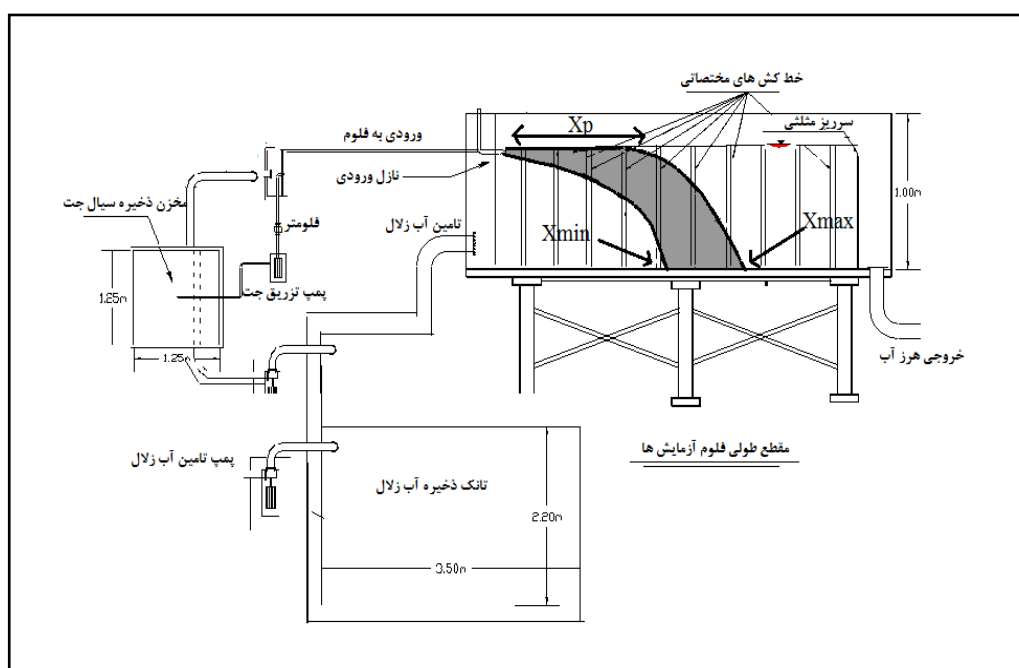 خط کش های مختصاتی
سرریز مثلثی
ورودی به فلوم
Xp
نازل ورودی
مخزن ذخیره سیال جت
فلومتر
تامین آب زلال
1.00m
Xmin
Xmax
پمپ تزریق جت
1.25m
1.25m
خروجی هرز آب
مقطع طولی فلوم آزمایش ها
پمپ تامین آب زلال
تانک ذخیره آب زلال
2.20m
3.50m